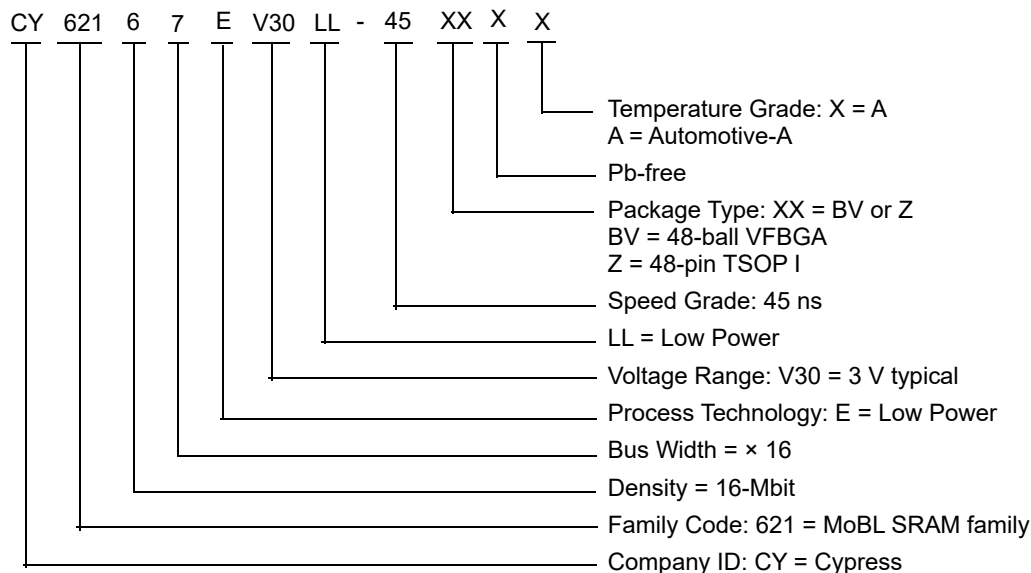 CY 621 6 7 E V30 LL - 45 XX X X
Temperature Grade: X = A
A = Automotive-A
Pb-free
Package Type: XX = BV or Z
BV = 48-ball VFBGA
Z = 48-pin TSOP I
Speed Grade: 45 ns
LL = Low Power
Voltage Range: V30 = 3 V typical
Process Technology: E = Low Power
Bus Width = × 16
Density = 16-Mbit
Family Code: 621 = MoBL SRAM family
Company ID: CY = Cypress